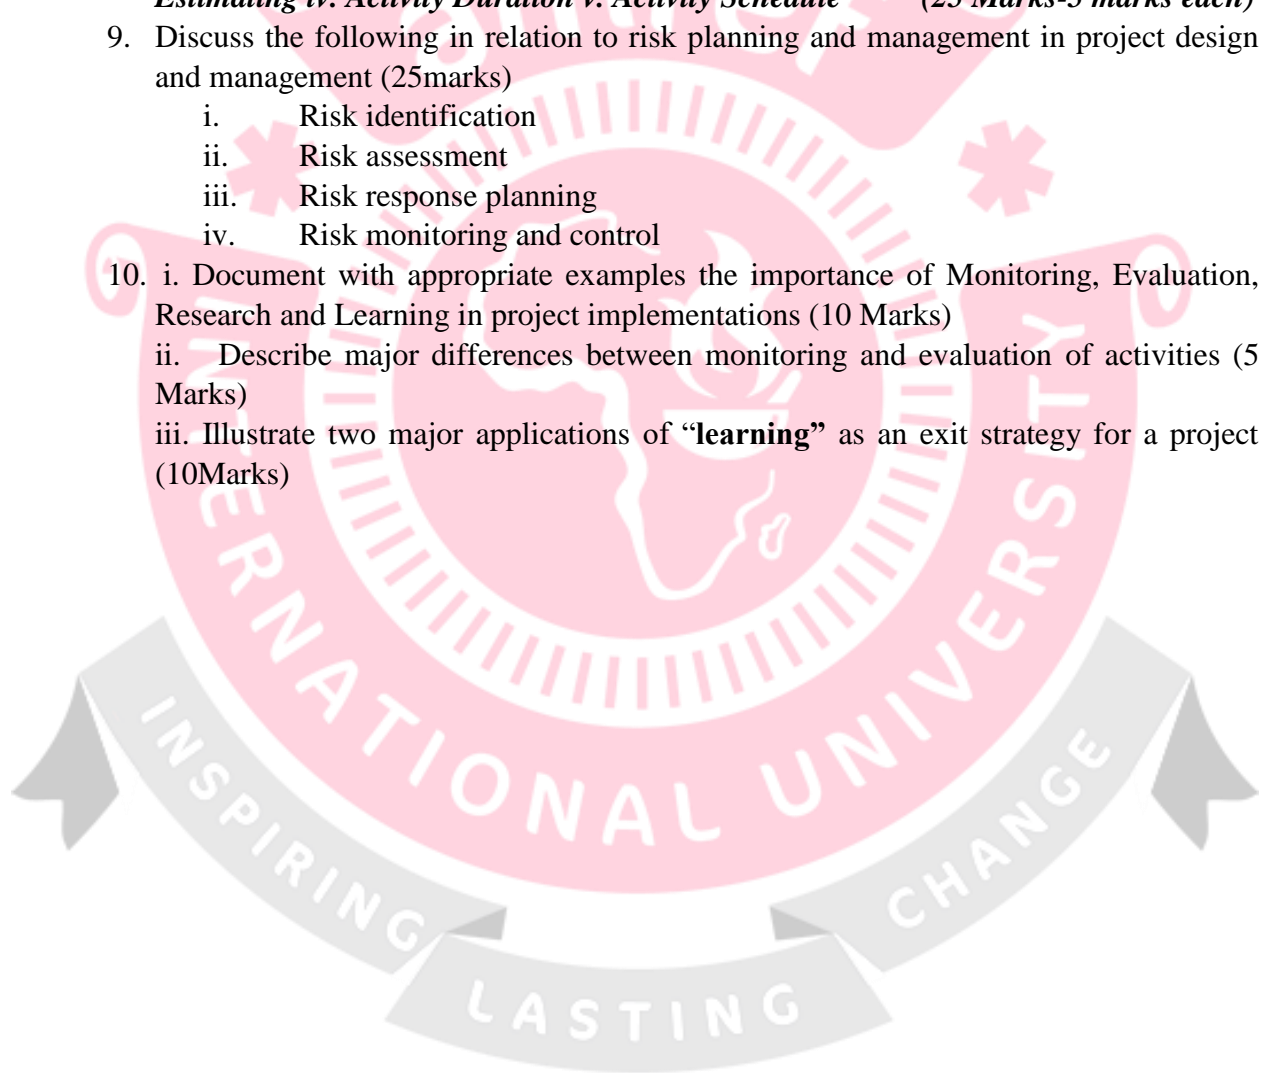 Estimating iv. Activity Duration v. Activity Schedule (25 Marks-5 marks each)
9. Discuss the following in relation to risk planning and management in project design
and management (25marks)
i. Risk identification
ii. Risk assessment
iii. Risk response planning
iv. Risk monitoring and control
10. i. Document with appropriate examples the importance of Monitoring, Evaluation,
Research and Learning in project implementations (10 Marks)
ii. Describe major differences between monitoring and evaluation of activities (5
Marks)
iii. Illustrate two major applications of “learning” as an exit strategy for a project
(10Marks)
INTERNATIONAL UNIVERSITY
INSPIRING
LASTING
CHANGE